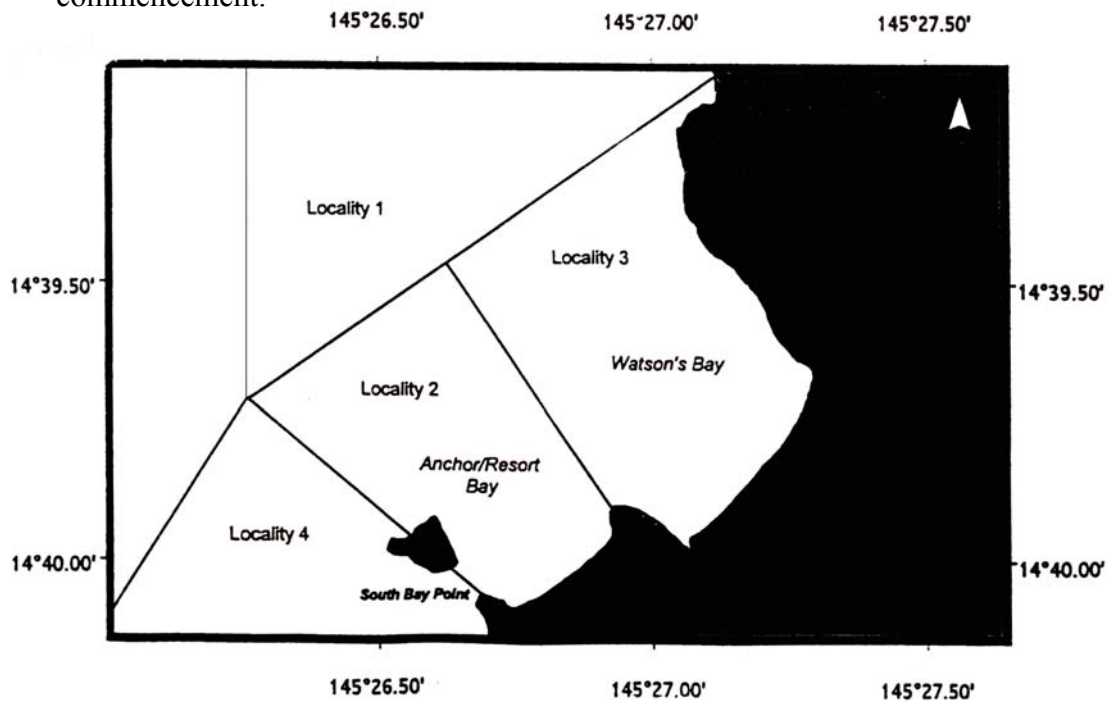 commencement.
145°26.50' 145°27.00' 145°27.50'
Locality 1
Locality 3
14°39.50' 14°39.50'
Watson's Bay
Locality 2
Anchor/Resort
Bay
Locality 4
14°40.00' 14°40.00'
South Bay Point
145°26.50' 145°27.00' 145°27.50'